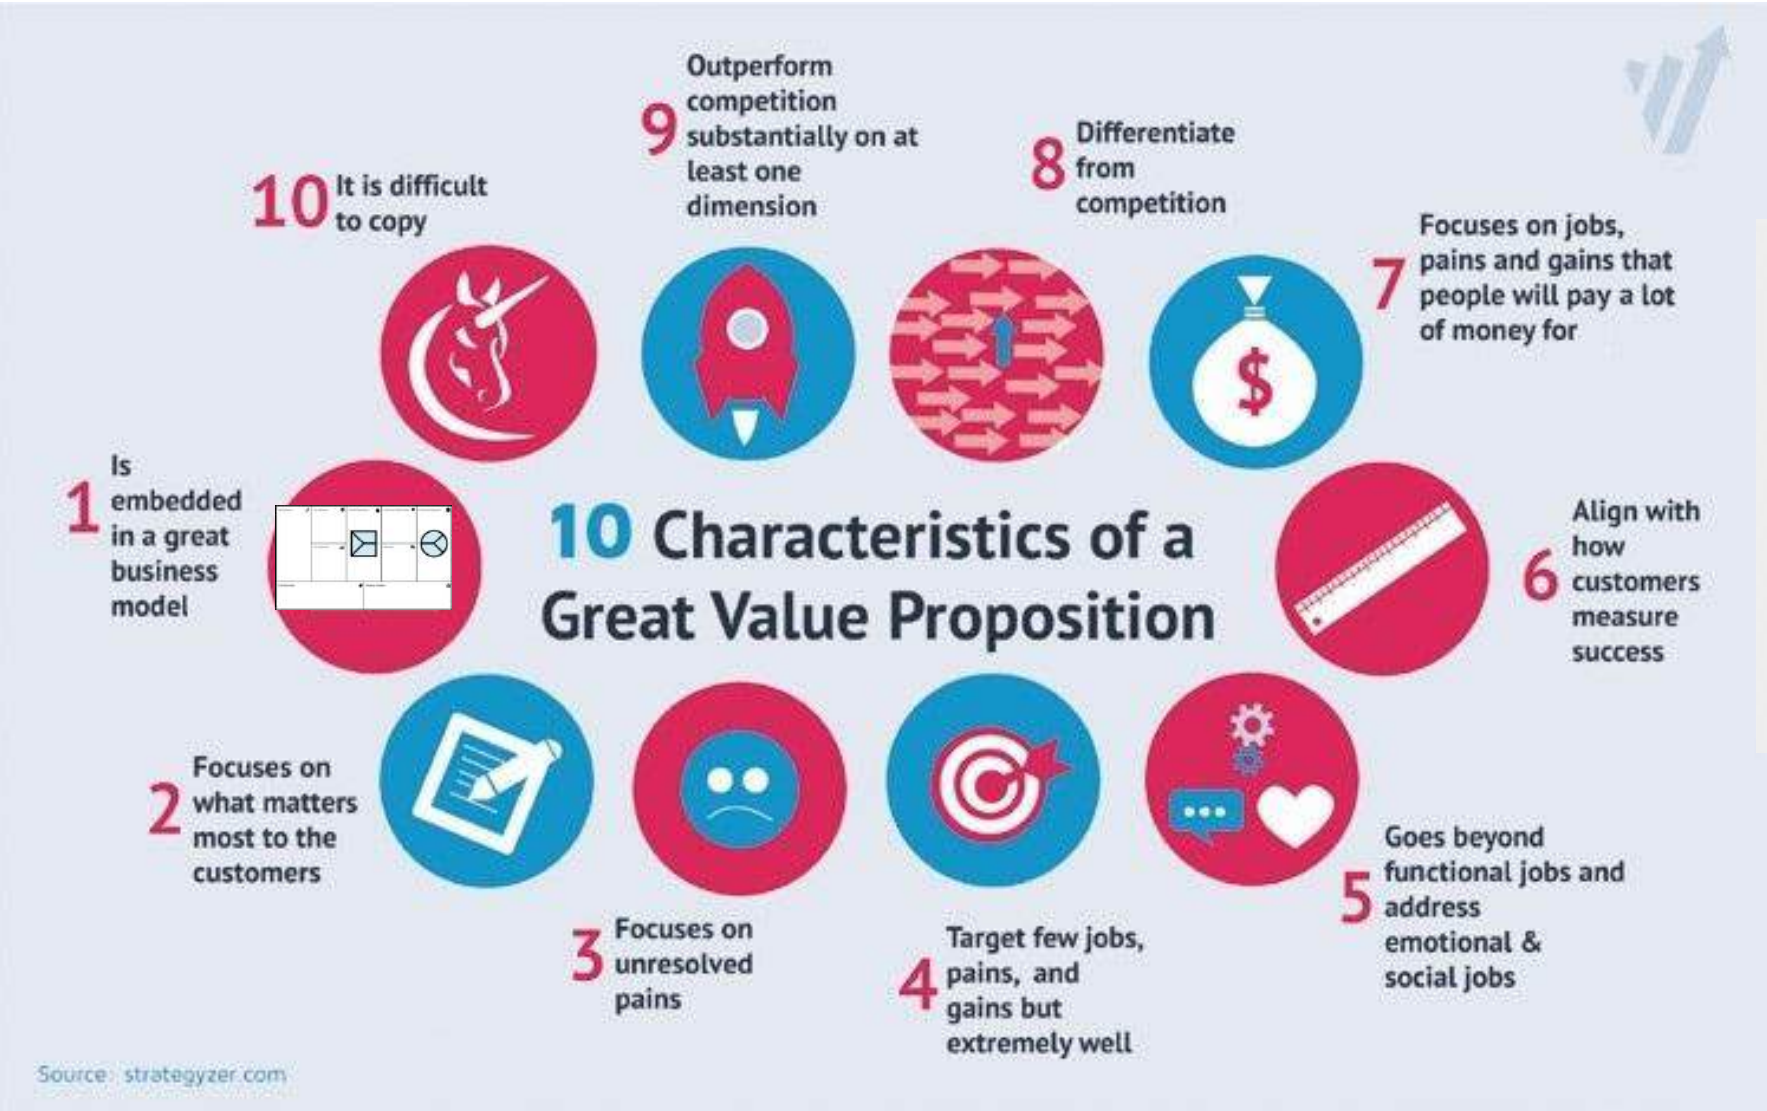 10 Characteristics of a
Great Value Proposition
1
Is
embedded
in a great
business
model
2
Focuses on
what matters
most to the
customers
3
Focuses on
unresolved
pains
4
Target few jobs,
pains, and
gains but
extremely well
5
Goes beyond
functional jobs and
address
emotional &
social jobs
6
Align with
how
customers
measure
success
7
Focuses on jobs,
pains and gains that
people will pay a lot
of money for
$
8
Differentiate
from
competition
9
Outperform
competition
substantially on at
least one
dimension
10
It is difficult
to copy
Source: strategyzer.com